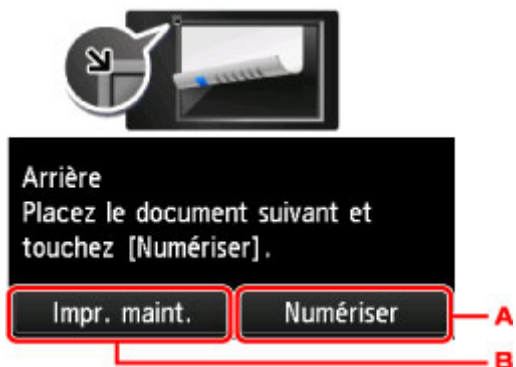 Arrière
Placez le document suivant et
touchez [Numériser].
Impr. maint.
Numériser
A
B